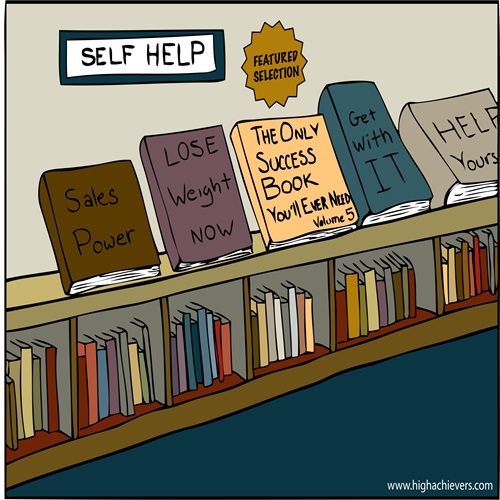 SELF HELP
FEATURED
SELECTION
Sales
Power
LOSE
Weight
NOW
THE ONLY
SUCCESS
BOOK
YOU'LL EVER NEED
Volume 5
Get
with
IT
HELP
Yours
www.highachievers.com